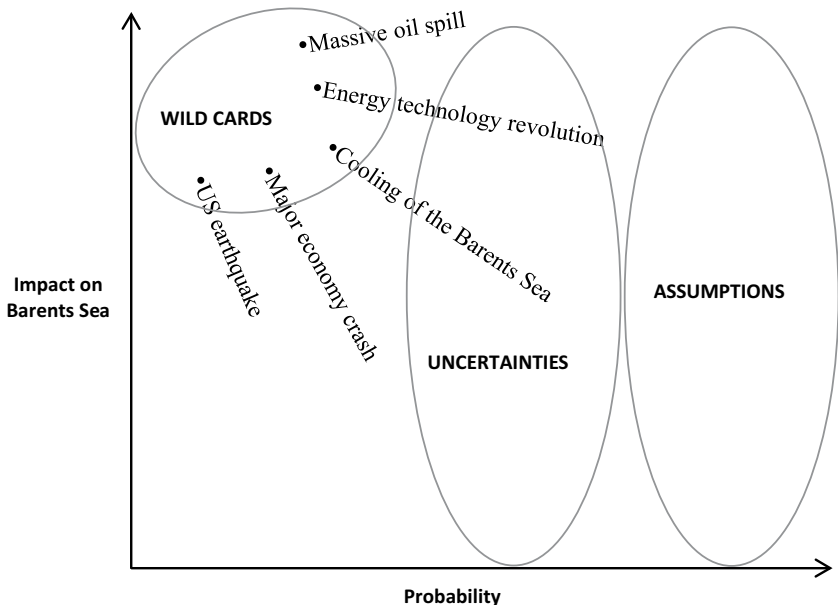 Massive oil spill
Energy technology revolution
WILD CARDS
Cooling of the Barents Sea
Major economy crash
US earthquake
Impact on
Barents Sea
ASSUMPTIONS
UNCERTAINTIES
Probability